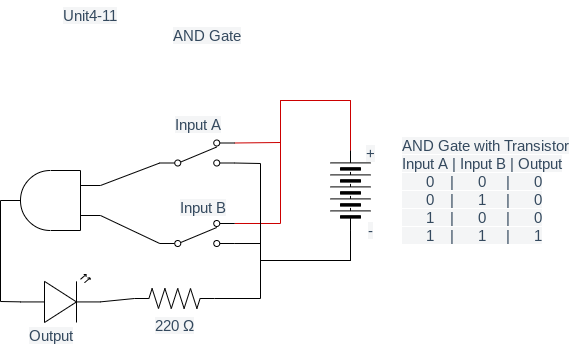 Unit4-11
AND Gate
Input A
Input B
+
-
Output
220 Ω
AND Gate with Transistor
Input A | Input B | Output
0 | 0 | 0
0 | 1 | 0
1 | 0 | 0
1 | 1 | 1